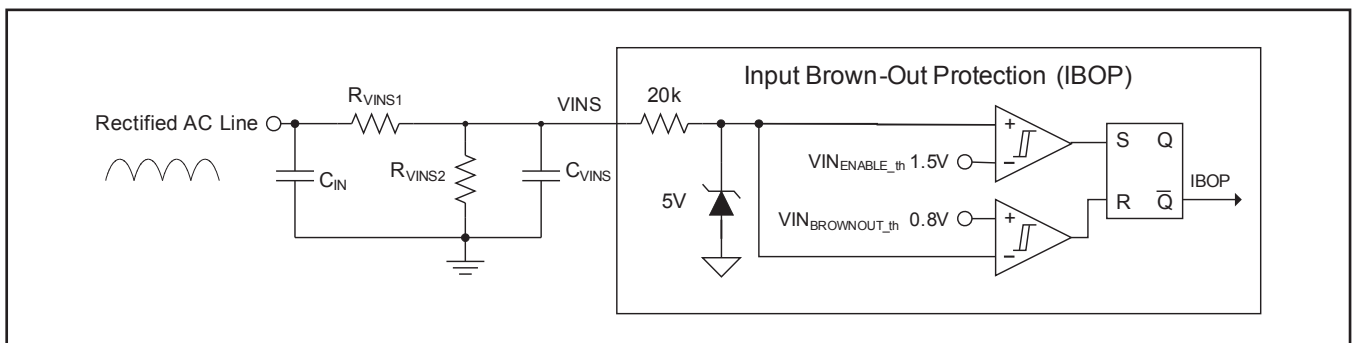 Input Brown-Out Protection (IBOP)
Rectified AC Line
RVINS1
VINS
20k
RVINS2
CIN
CVINS
5V
VINENABLE_th 1.5V
VINBROWNOUT_th 0.8V
+
−
+
−
S Q
R Q̅
IBOP